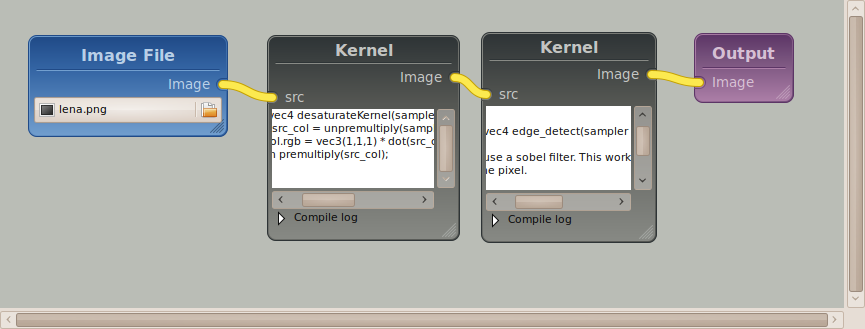 Image File
Image
lena.png
Kernel
Image
src
vec4 desaturateKernel(sampler
src_col = unpremultiply(samp
ol.rgb = vec3(1,1,1) * dot(src_c
n premultiply(src_col);
Compile log
Kernel
Image
src
vec4 edge_detect(sampler
use a sobel filter. This work
e pixel.
Compile log
Output
Image